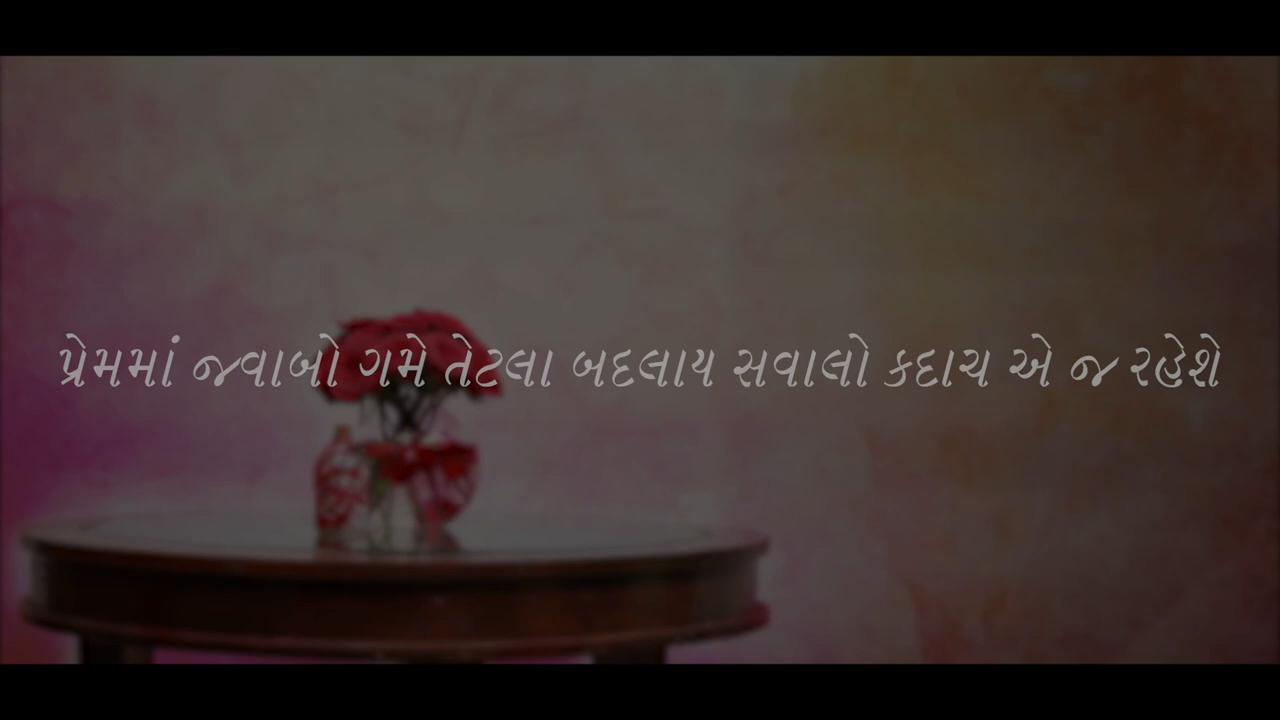 પ્રેમમાં જવાબો ગમે તેટલા બદલાય સવાલો કદાચ એ જ રહેશે